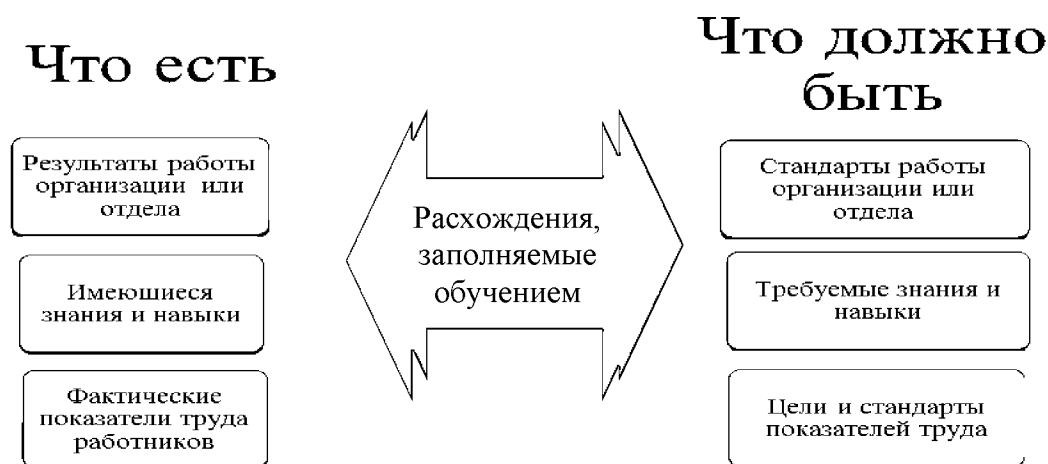 Что есть
Результаты работы
организации или
отдела
Имеюшиеся
знания и навыки
Фактические
показатели труда
работников
Расхождения,
заполняемые
обучением
Что должно
быть
Стандарты работы
организации или
отдела
Требуемые знания и
навыки
Цели и стандарты
показателей труда